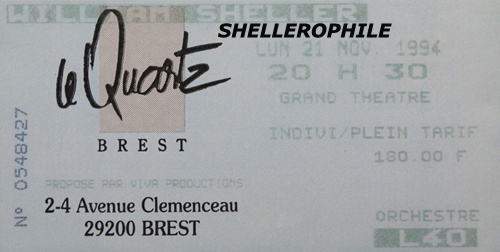 WILLIAM SHELLER
SHELLEROPHILE
le Quartz
BREST
LUN 21 NOV. 1994
20 H 30
GRAND THEATRE
INDIVI/PLEIN TARIF
180.00 F
N° 0548427
PROPOSE PAR VIVA PRODUCTIONS
2-4 Avenue Clemenceau
29200 BREST
ORCHESTRE
L40